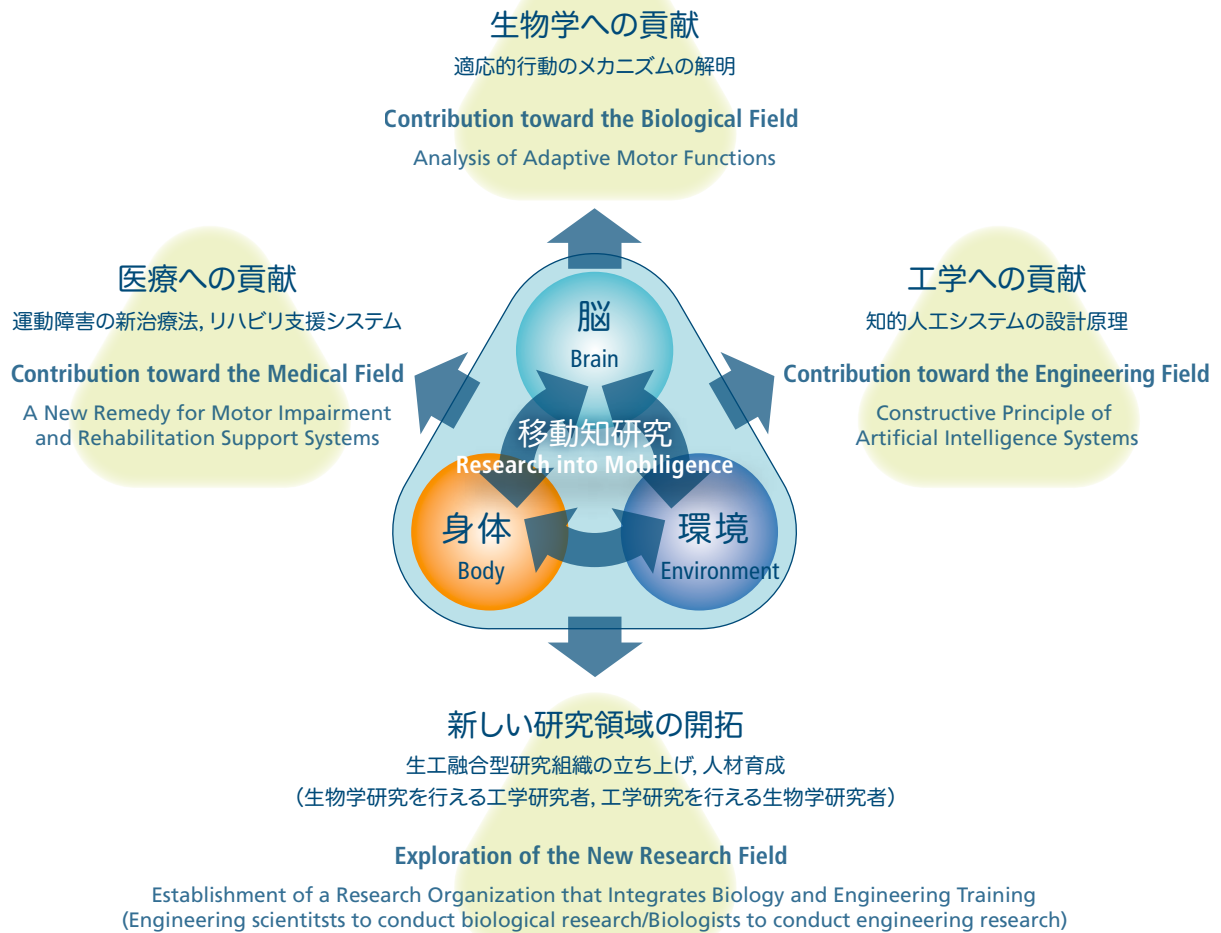 生物学への貢献
適応的行動のメカニズムの解明
Contribution toward the Biological Field
Analysis of Adaptive Motor Functions
医療への貢献
運動障害の新治療法, リハビリ支援システム
Contribution toward the Medical Field
A New Remedy for Motor Impairment
and Rehabilitation Support Systems
脳
Brain
移動知研究
Research into Mobiligence
身体
Body
環境
Environment
工学への貢献
知的人工システムの設計原理
Contribution toward the Engineering Field
Constructive Principle of
Artificial Intelligence Systems
新しい研究領域の開拓
生工融合型研究組織の立ち上げ, 人材育成
（生物学研究を行える工学研究者, 工学研究を行える生物学研究者）
Exploration of the New Research Field
Establishment of a Research Organization that Integrates Biology and Engineering Training
(Engineering scientitsts to conduct biological research/Biologists to conduct engineering research)